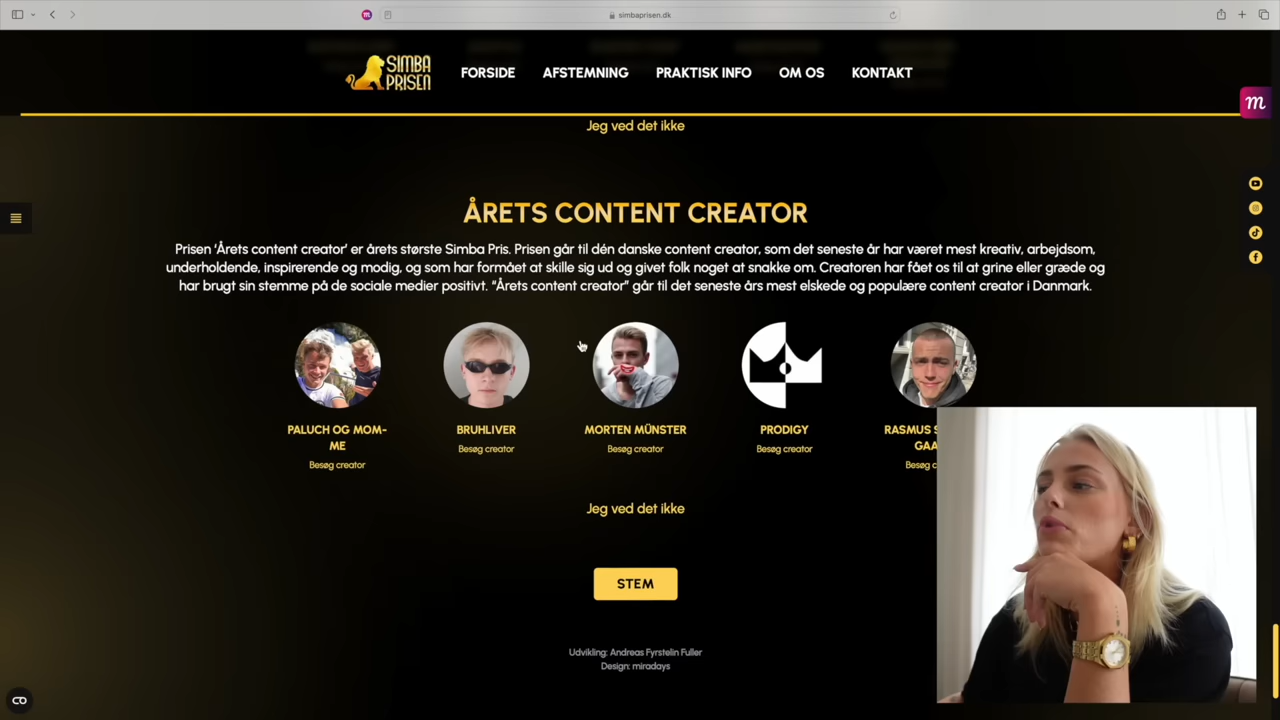 simbaprisen.dk
SIMBA
PRISEN
FORSIDE
AFSTEMNING
PRAKTISK INFO
OM OS
KONTAKT
m
Jeg ved det ikke
ÅRETS CONTENT CREATOR
Prisen ‘Årets content creator’ er årets største Simba Pris. Prisen går til dén danske content creator, som det seneste år har været mest kreativ, arbejdsom,
underholdende, inspirerende og modig, og som har formået at skille sig ud og givet folk noget at snakke om. Creatoren har fået os til at grine eller græde og
har brugt sin stemme på de sociale medier positivt. “Årets content creator” går til det seneste års mest elskede og populære content creator i Danmark.
PALUCH OG MOM-
ME
Besøg creator
BRUHLIVER
Besøg creator
MORTEN MÜNSTER
Besøg creator
PRODIGY
Besøg creator
RASMUS
GAA
Besøg
Jeg ved det ikke
STEM
Udvikling: Andreas Fyrstelin Fuller
Design: miradays